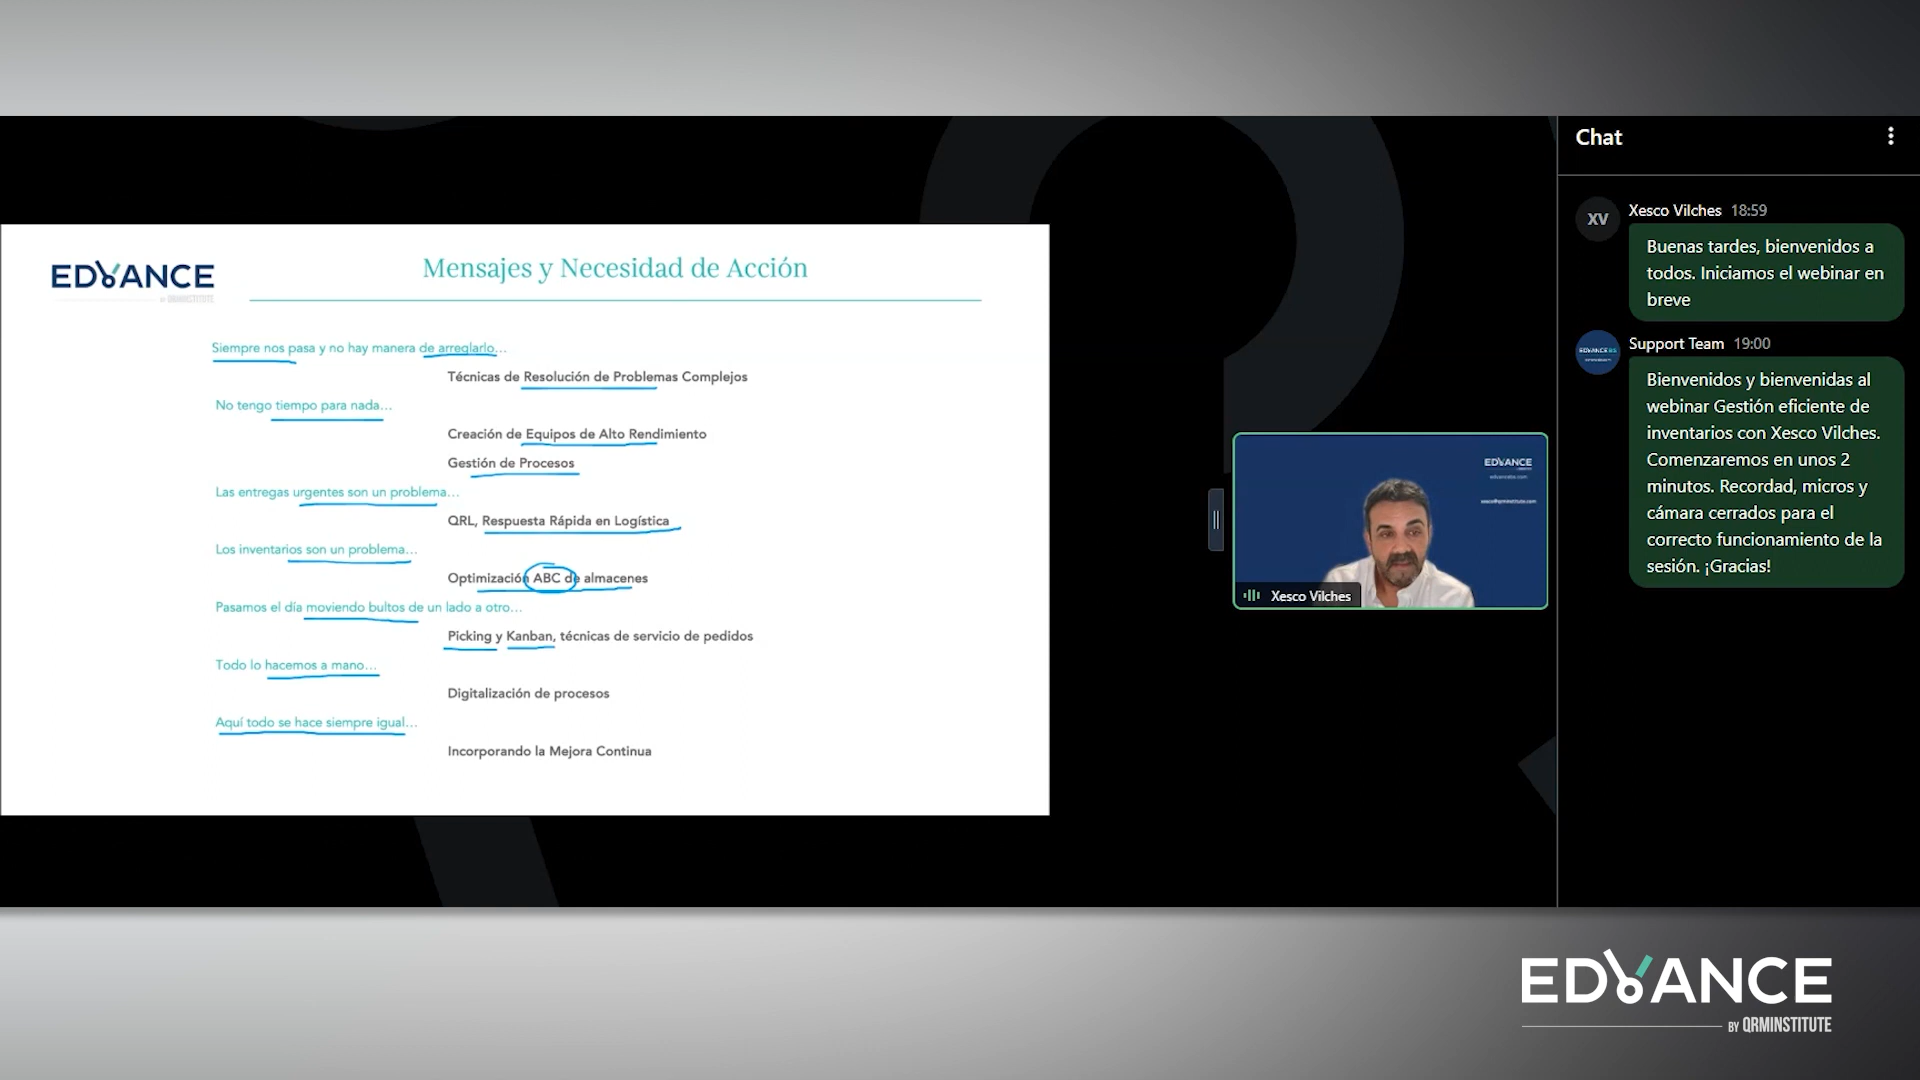 EDVANCE
BY QRMINSTITUTE
Mensajes y Necesidad de Acción
Siempre nos pasa y no hay manera de arreglarlo...
Técnicas de Resolución de Problemas Complejos
No tengo tiempo para nada...
Creación de Equipos de Alto Rendimiento
Gestión de Procesos
Las entregas urgentes son un problema...
QRL, Respuesta Rápida en Logística
Los inventarios son un problema...
Optimización ABC de almacenes
Pasamos el día moviendo bultos de un lado a otro...
Picking y Kanban, técnicas de servicio de pedidos
Todo lo hacemos a mano...
Digitalización de procesos
Aquí todo se hace siempre igual...
Incorporando la Mejora Continua
EDVANCE
Xesco Vilches
Chat
XV
Xesco Vilches 18:59
Buenas tardes, bienvenidos a
todos. Iniciamos el webinar en
breve
Support Team 19:00
Bienvenidos y bienvenidas al
webinar Gestión eficiente de
inventarios con Xesco Vilches.
Comenzaremos en unos 2
minutos. Recordad, micros y
cámara cerrados para el
correcto funcionamiento de la
sesión. ¡Gracias!
EDVANCE
BY QRMINSTITUTE